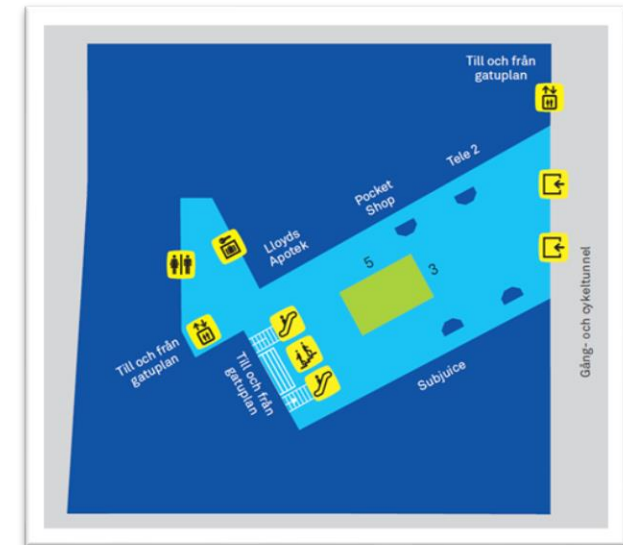 Till och från
gatuplan
Tele 2
Pocket
Shop
Lloyds
Apotek
5
3
Till och från
gatuplan
Till och från
gatuplan
Subjuice
Gång- och cykeltunnel